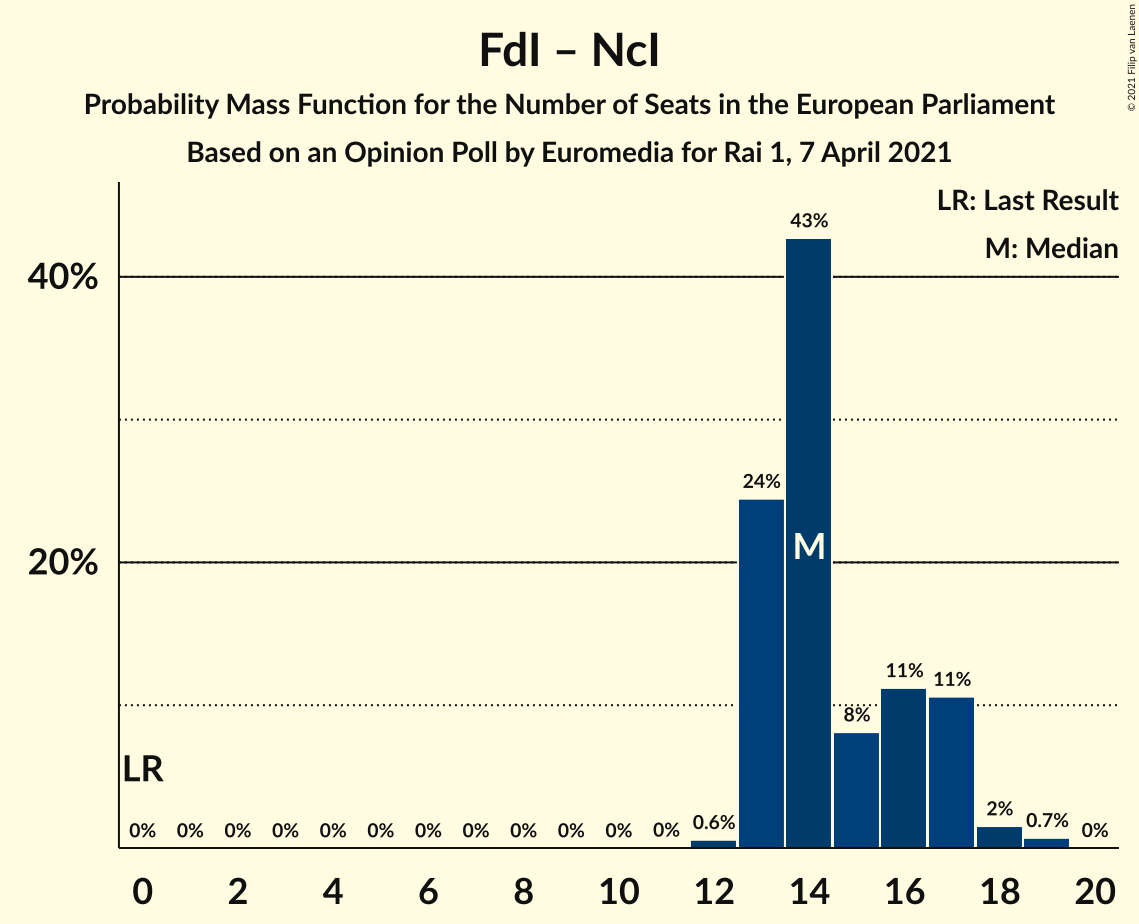 FdI – NcI
Probability Mass Function for the Number of Seats in the European Parliament
Based on an Opinion Poll by Euromedia for Rai 1, 7 April 2021
© 2021 Filip van Laenen
LR: Last Result
M: Median
43%
40%
24%
M
20%
11%
11%
8%
LR
0% 0% 0% 0% 0% 0% 0% 0% 0% 0% 0% 0% 0.6% 2% 0.7% 0%
0 2 4 6 8 10 12 14 16 18 20